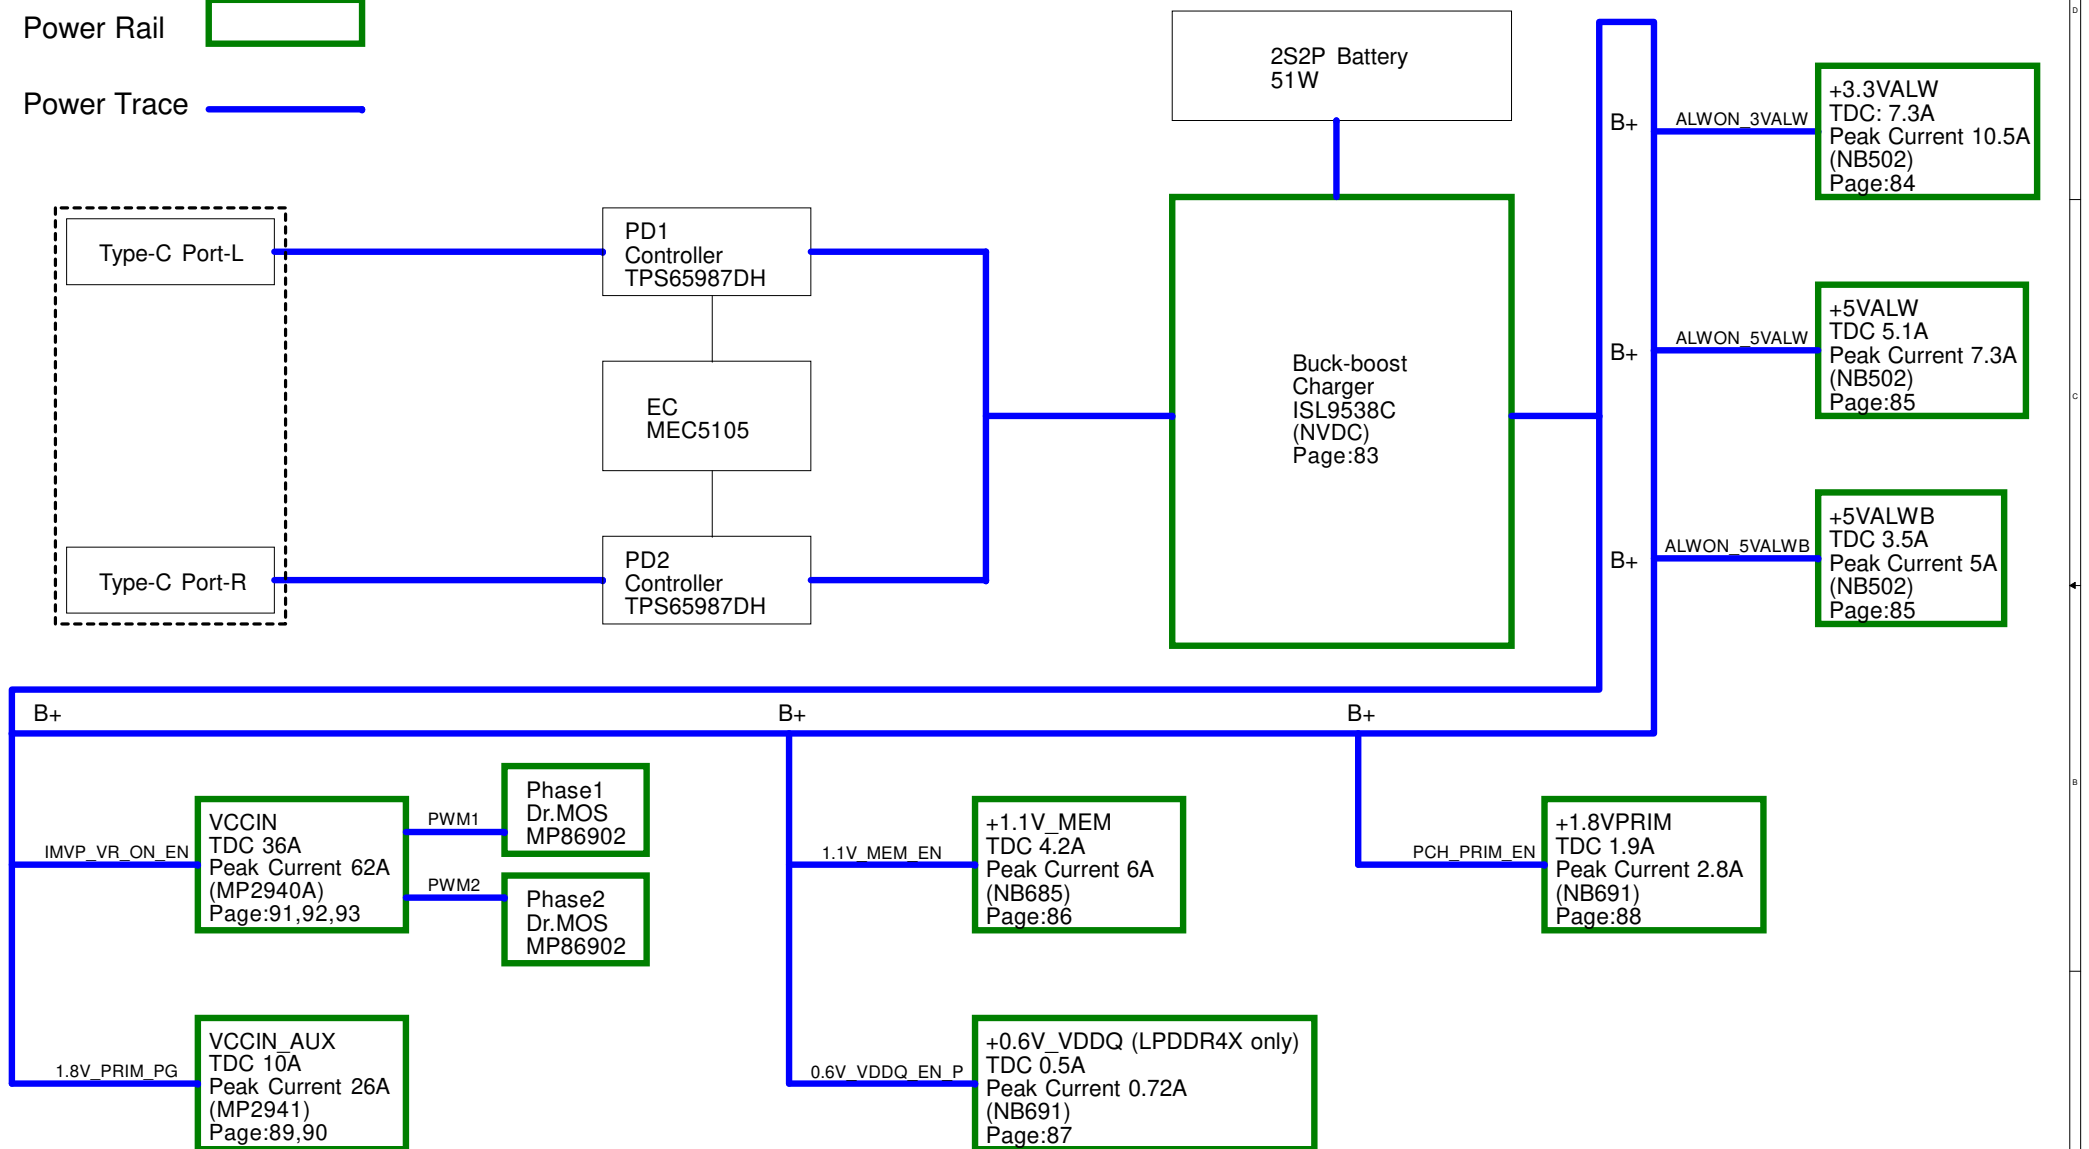 Power Rail
Power Trace
2S2P Battery
51W
Type-C Port-L
PD1
Controller
TPS65987DH
EC
MEC5105
Type-C Port-R
PD2
Controller
TPS65987DH
Buck-boost
Charger
ISL9538C
(NVDC)
Page:83
B+
ALWON_3VALW
+3.3VALW
TDC: 7.3A
Peak Current 10.5A
(NB502)
Page:84
B+
ALWON_5VALW
+5VALW
TDC 5.1A
Peak Current 7.3A
(NB502)
Page:85
B+
ALWON_5VALWB
+5VALWB
TDC 3.5A
Peak Current 5A
(NB502)
Page:85
B+
B+
B+
IMVP_VR_ON_EN
VCCIN
TDC 36A
Peak Current 62A
(MP2940A)
Page:91,92,93
PWM1
Phase1
Dr.MOS
MP86902
PWM2
Phase2
Dr.MOS
MP86902
1.1V_MEM_EN
+1.1V_MEM
TDC 4.2A
Peak Current 6A
(NB685)
Page:86
PCH_PRIM_EN
+1.8VPRIM
TDC 1.9A
Peak Current 2.8A
(NB691)
Page:88
1.8V_PRIM_PG
VCCIN_AUX
TDC 10A
Peak Current 26A
(MP2941)
Page:89,90
0.6V_VDDQ_EN_P
+0.6V_VDDQ (LPDDR4X only)
TDC 0.5A
Peak Current 0.72A
(NB691)
Page:87
D
C
B